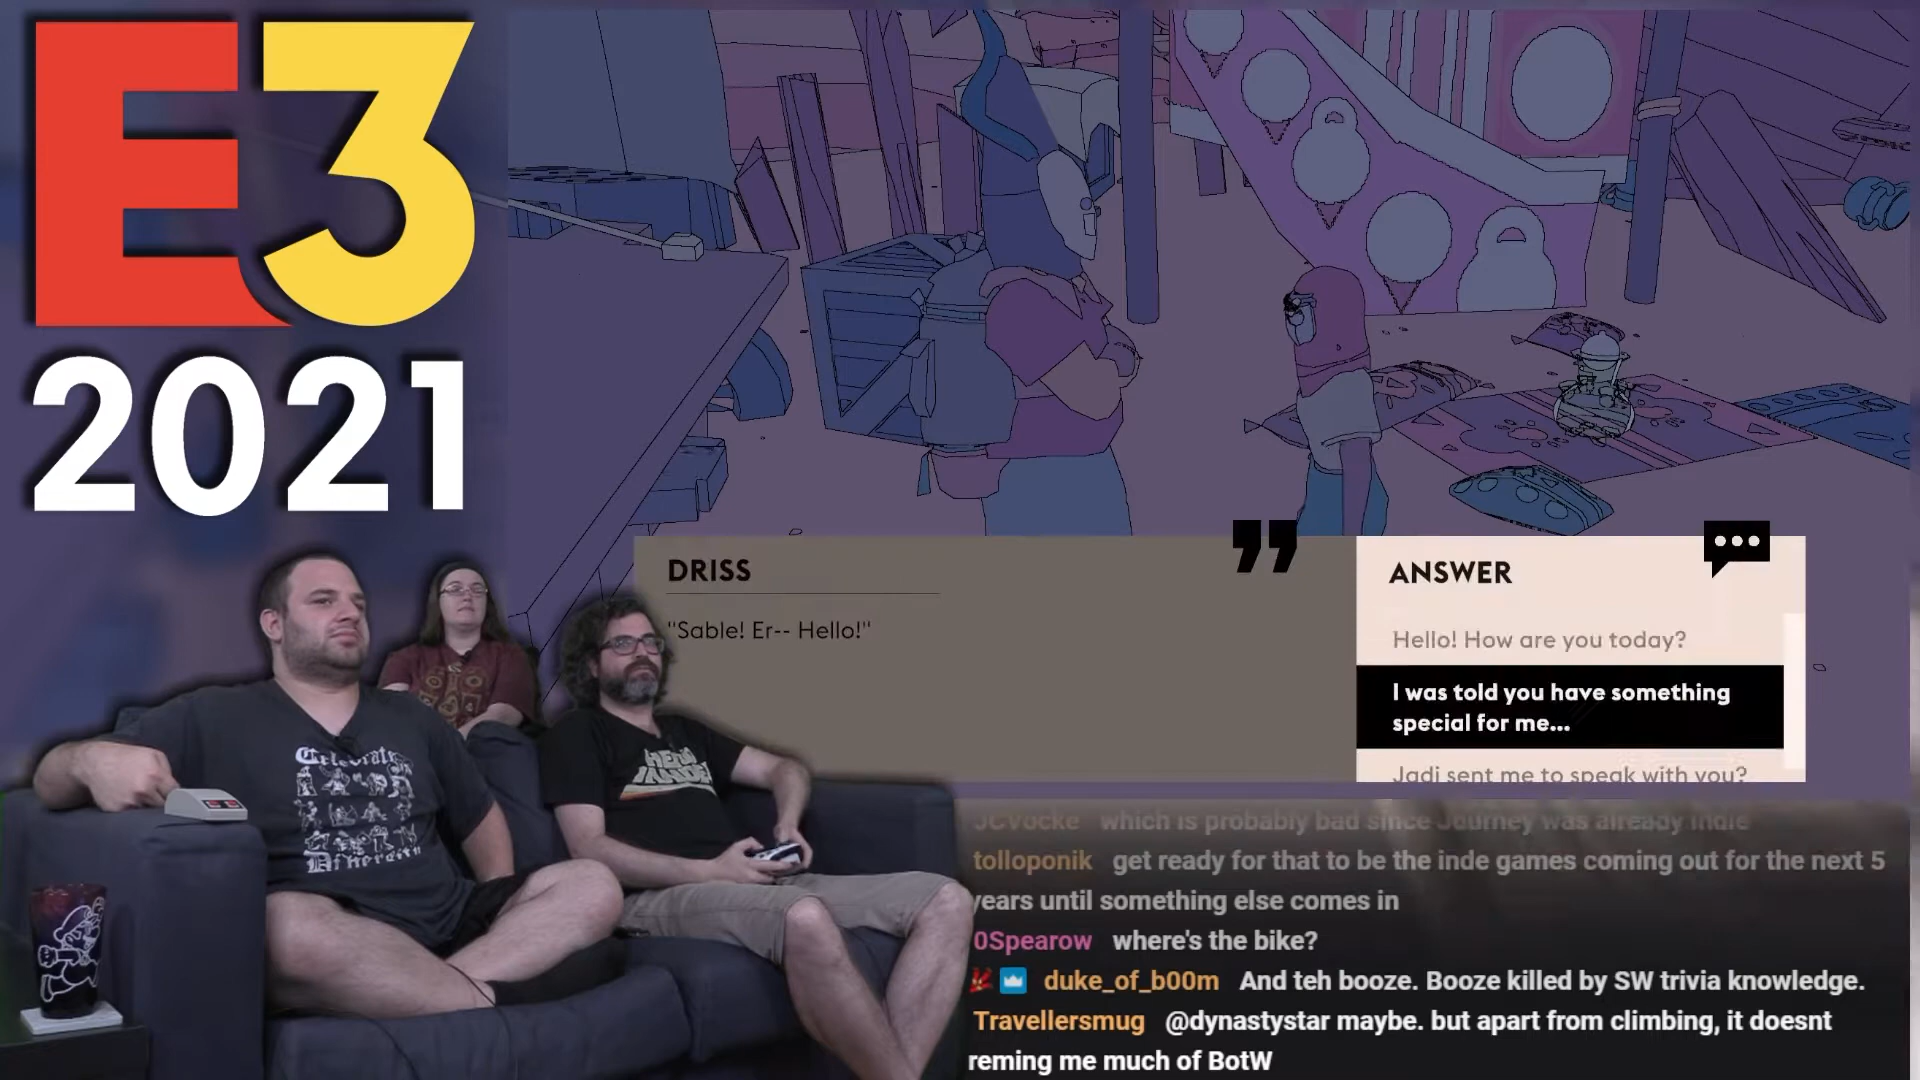 E3
2021
DRISS
"Sable! Er-- Hello!"
ANSWER
Hello! How are you today?
I was told you have something
special for me...
Jadi sent me to speak with you?
Celebrate
Diversity
JCVocke which is probably bad since Journey was already indie
tolloponik get ready for that to be the inde games coming out for the next 5
years until something else comes in
0Spearow where's the bike?
duke_of_b00m And teh booze. Booze killed by SW trivia knowledge.
Travellersmug @dynastystar maybe. but apart from climbing, it doesnt
reming me much of BotW